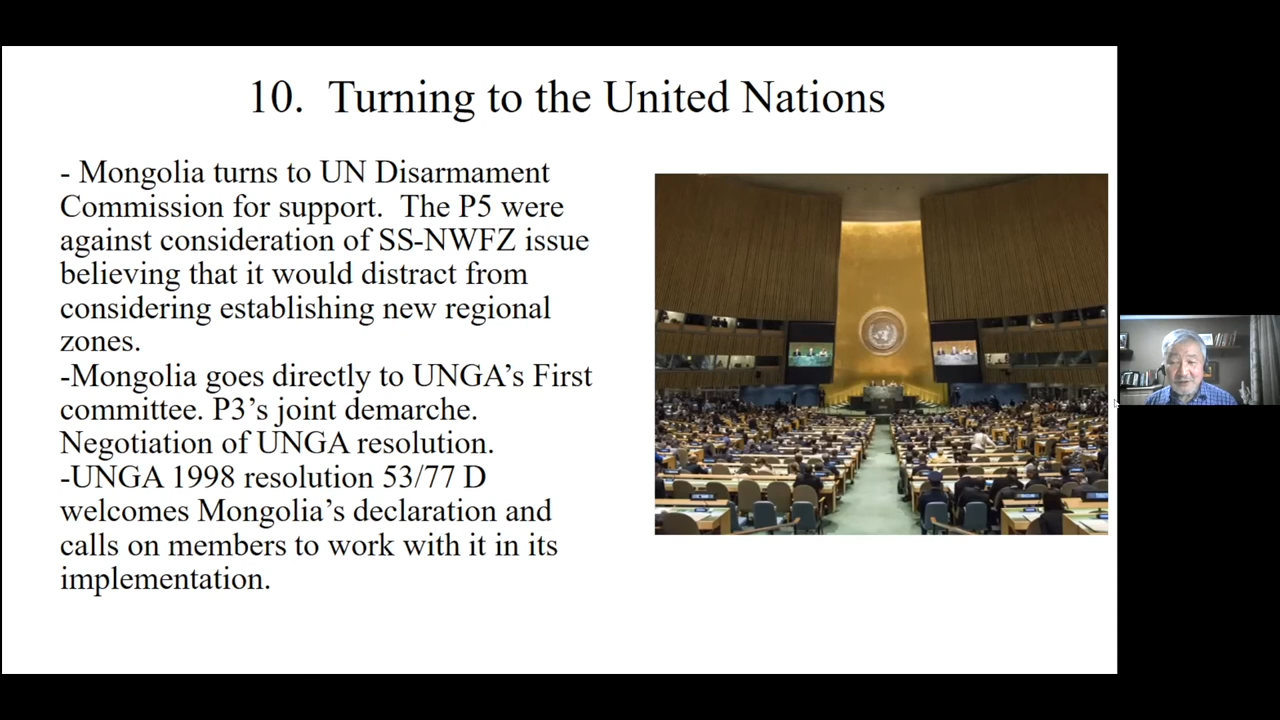 10.  Turning to the United Nations
- Mongolia turns to UN Disarmament
Commission for support.  The P5 were
against consideration of SS-NWFZ issue
believing that it would distract from
considering establishing new regional
zones.
-Mongolia goes directly to UNGA’s First
committee. P3’s joint demarche.
Negotiation of UNGA resolution.
-UNGA 1998 resolution 53/77 D
welcomes Mongolia’s declaration and
calls on members to work with it in its
implementation.